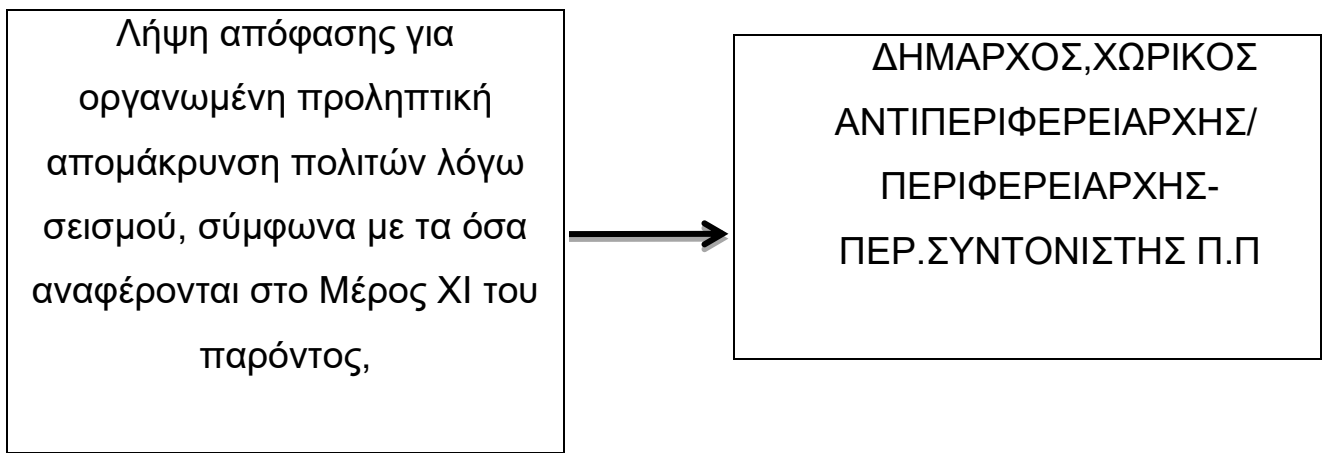 Λήψη απόφασης για
οργανωμένη προληπτική
απομάκρυνση πολιτών λόγω
σεισμού, σύμφωνα με τα όσα
αναφέρονται στο Μέρος XI του
παρόντος,
ΔΗΜΑΡΧΟΣ,ΧΩΡΙΚΟΣ
ΑΝΤΙΠΕΡΙΦΕΡΕΙΑΡΧΗΣ/
ΠΕΡΙΦΕΡΕΙΑΡΧΗΣ-
ΠΕΡ.ΣΥΝΤΟΝΙΣΤΗΣ Π.Π